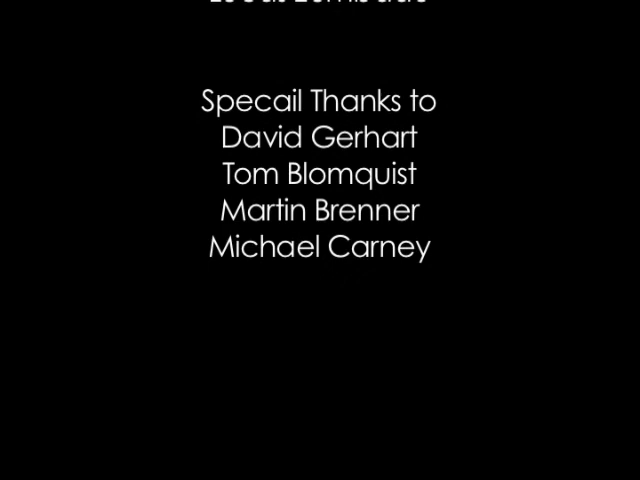 Specail Thanks to
David Gerhart
Tom Blomquist
Martin Brenner
Michael Carney